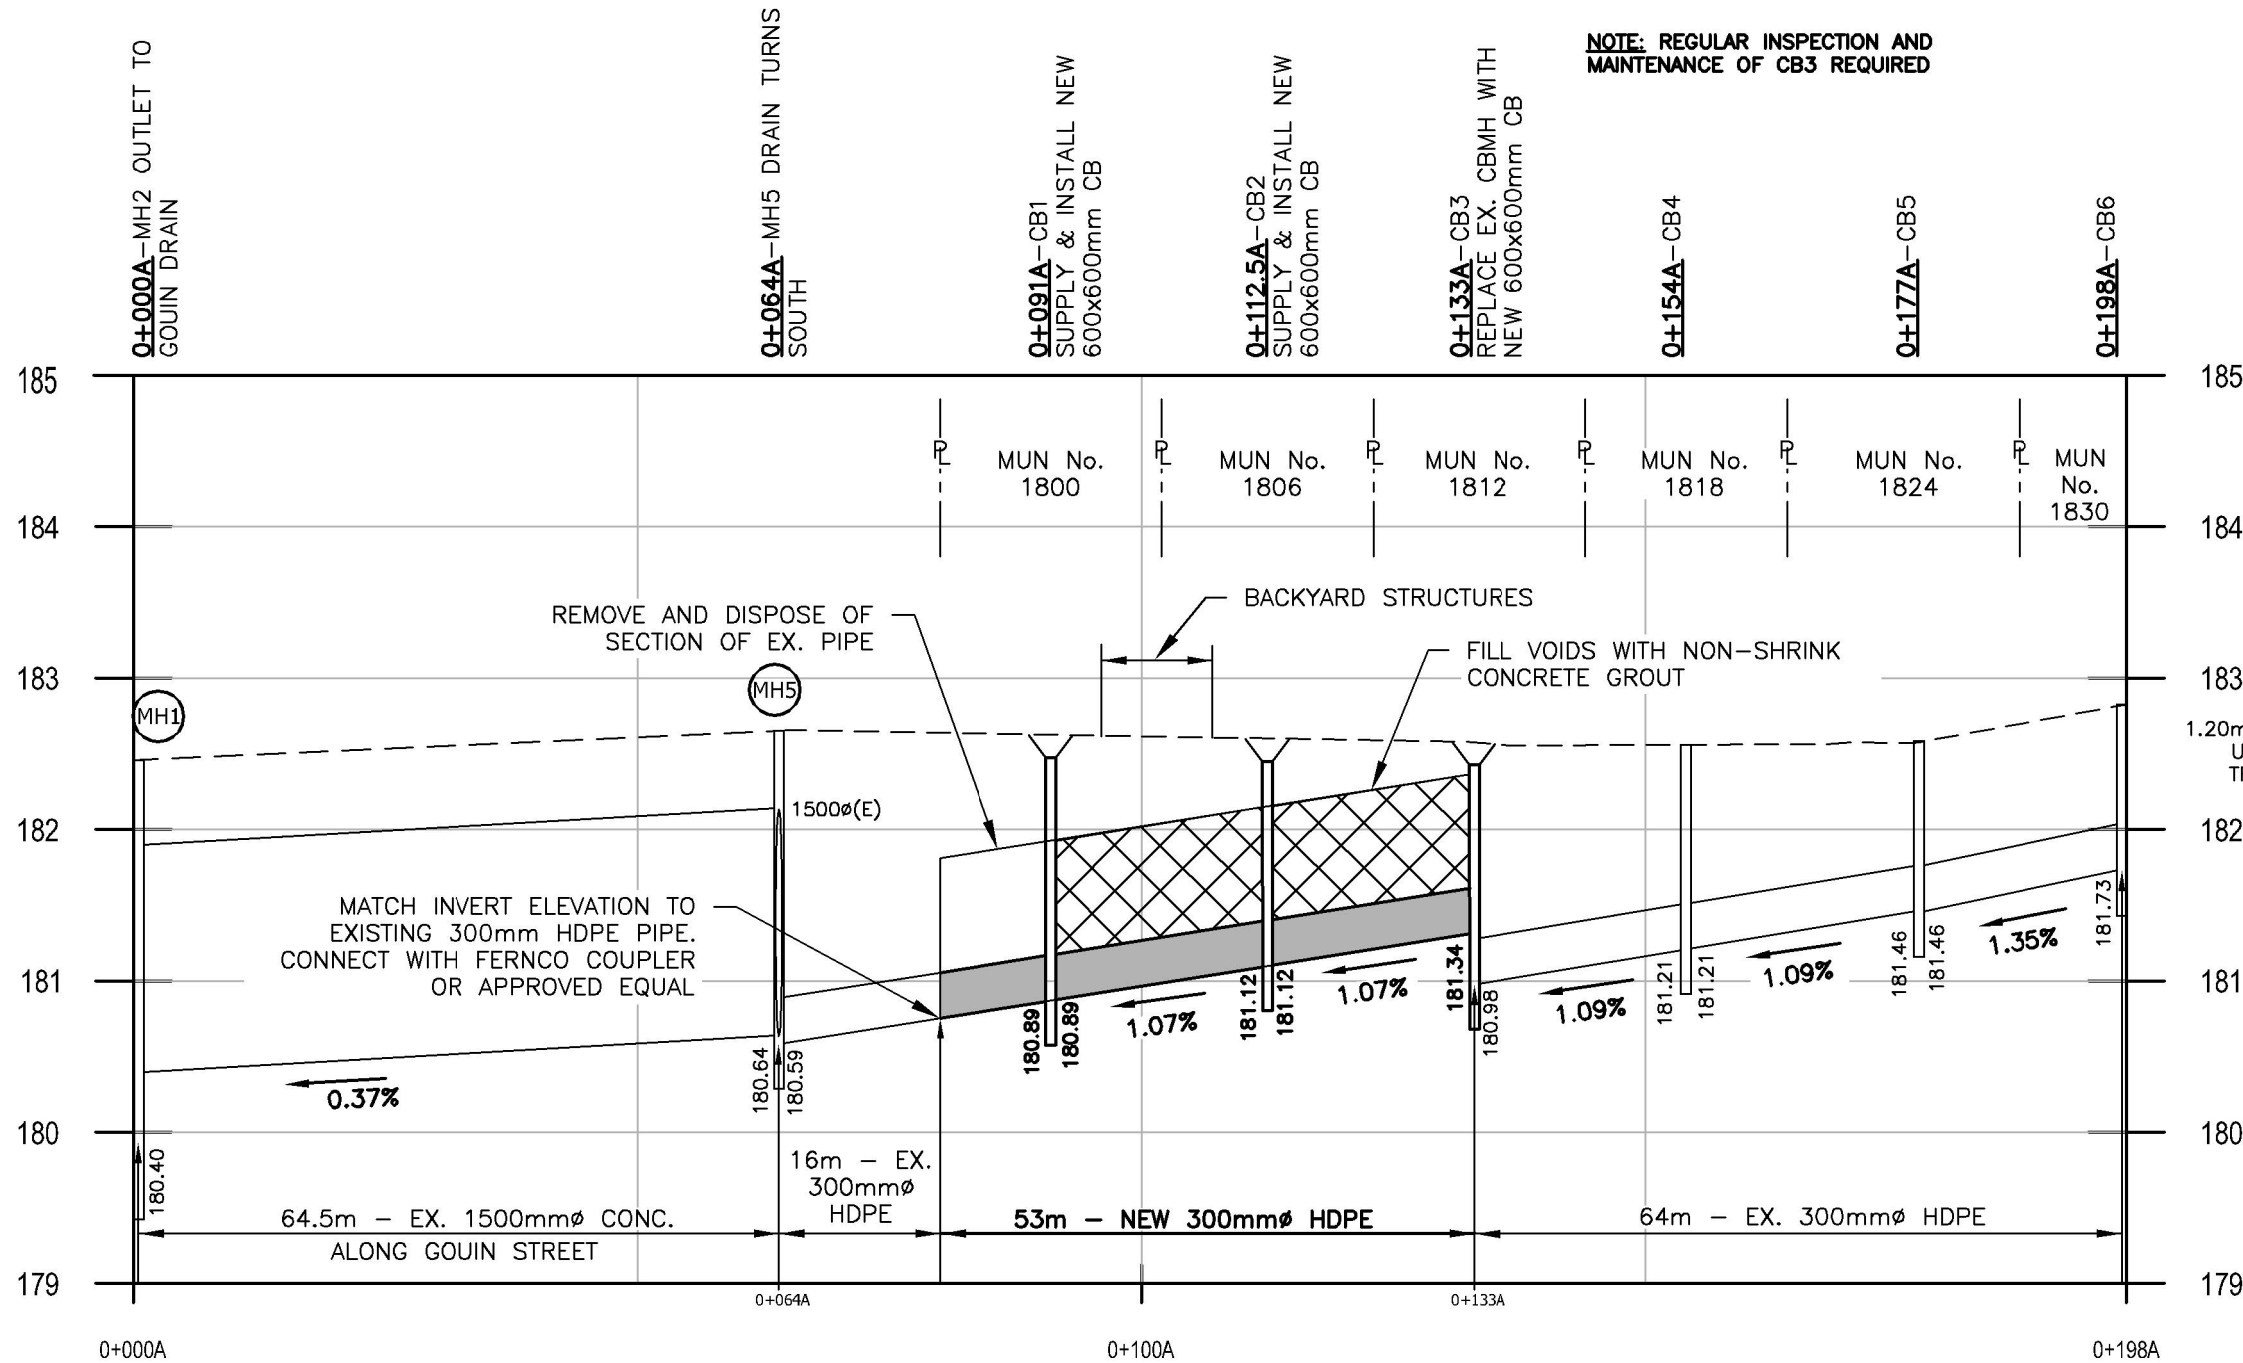 NOTE: REGULAR INSPECTION AND
MAINTENANCE OF CB3 REQUIRED
0+000A-MH2 OUTLET TO
GOUIN DRAIN
0+064A-MH5 DRAIN TURNS
SOUTH
0+091A-CB1
SUPPLY & INSTALL NEW
600x600mm CB
0+112.5A-CB2
SUPPLY & INSTALL NEW
600x600mm CB
0+133A-CB3
REPLACE EX. CBMH WITH
NEW 600x600mm CB
0+154A-CB4
0+177A-CB5
0+198A-CB6
185
185
184
184
183
183
182
182
181
181
180
180
179
179
PL
MUN No.
1800
PL
MUN No.
1806
PL
MUN No.
1812
PL
MUN No.
1818
PL
MUN No.
1824
PL
MUN
No.
1830
REMOVE AND DISPOSE OF
SECTION OF EX. PIPE
BACKYARD STRUCTURES
FILL VOIDS WITH NON-SHRINK
CONCRETE GROUT
MH1
MH5
1.20m
U
1500ø(E)
MATCH INVERT ELEVATION TO
EXISTING 300mm HDPE PIPE.
CONNECT WITH FERNCO COUPLER
OR APPROVED EQUAL
0.37%
1.07%
1.07%
1.09%
1.09%
1.35%
180.40
180.64
180.59
180.89
180.89
181.12
181.12
181.34
180.98
181.21
181.21
181.46
181.46
181.73
64.5m - EX. 1500mmø CONC.
ALONG GOUIN STREET
16m - EX.
300mmø
HDPE
53m - NEW 300mmø HDPE
64m - EX. 300mmø HDPE
0+064A
0+133A
0+000A
0+100A
0+198A